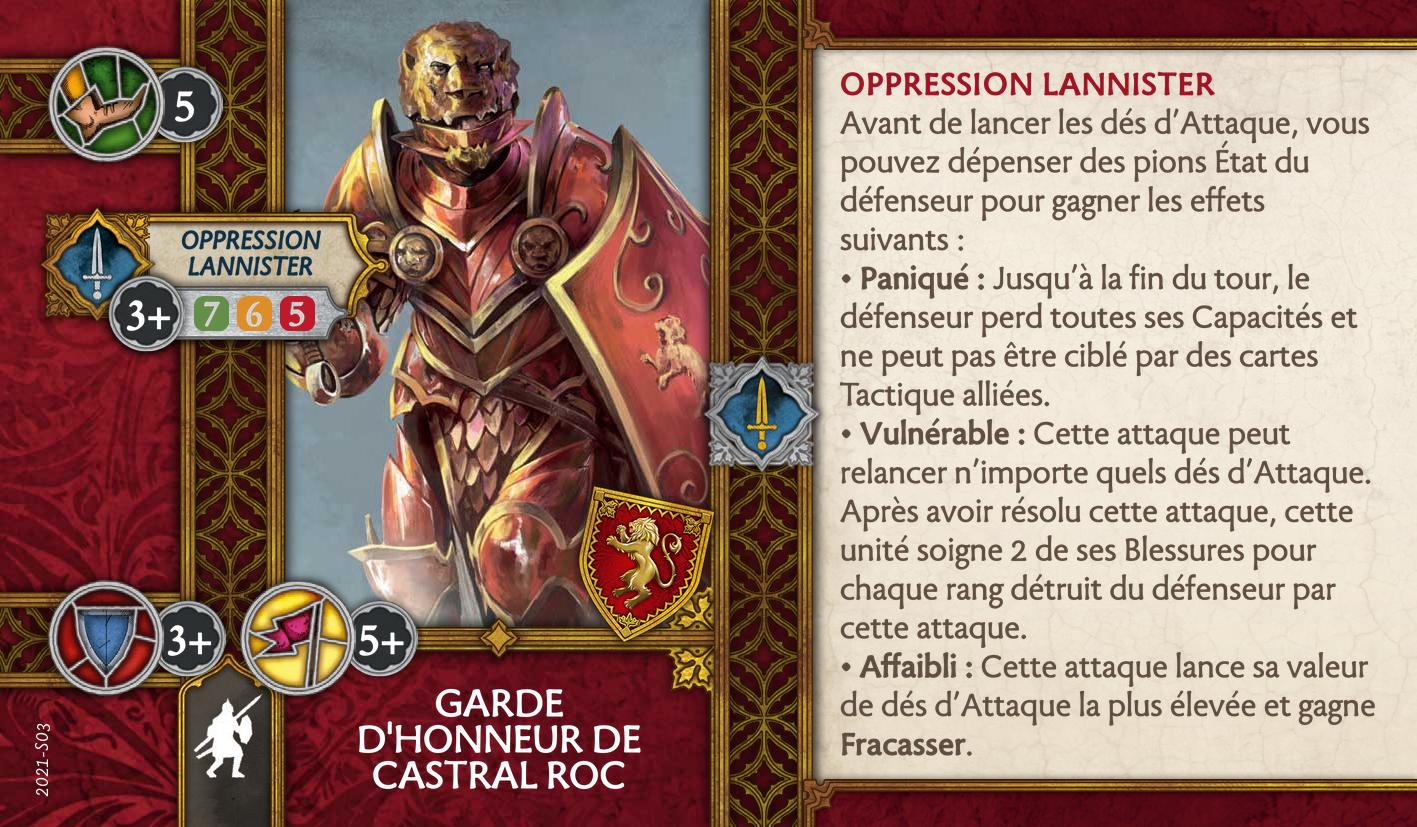 5
OPPRESSION
LANNISTER
3+
7 6 5
3+
5+
GARDE
D'HONNEUR DE
CASTRAL ROC
2021-S03
OPPRESSION LANNISTER
Avant de lancer les dés d’Attaque, vous
pouvez dépenser des pions État du
défenseur pour gagner les effets
suivants :
• Paniqué : Jusqu’à la fin du tour, le
défenseur perd toutes ses Capacités et
ne peut pas être ciblé par des cartes
Tactique alliées.
• Vulnérable : Cette attaque peut
relancer n’importe quels dés d’Attaque.
Après avoir résolu cette attaque, cette
unité soigne 2 de ses Blessures pour
chaque rang détruit du défenseur par
cette attaque.
• Affaibli : Cette attaque lance sa valeur
de dés d’Attaque la plus élevée et gagne
Fracasser.